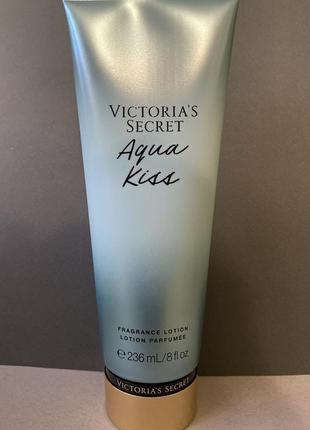 VICTORIA'S
SECRET
Aqua
Kiss
FRAGRANCE LOTION
LOTION PARFUMÉE
℮ 236 mL/8 fl oz
VICTORIA'S SECRET